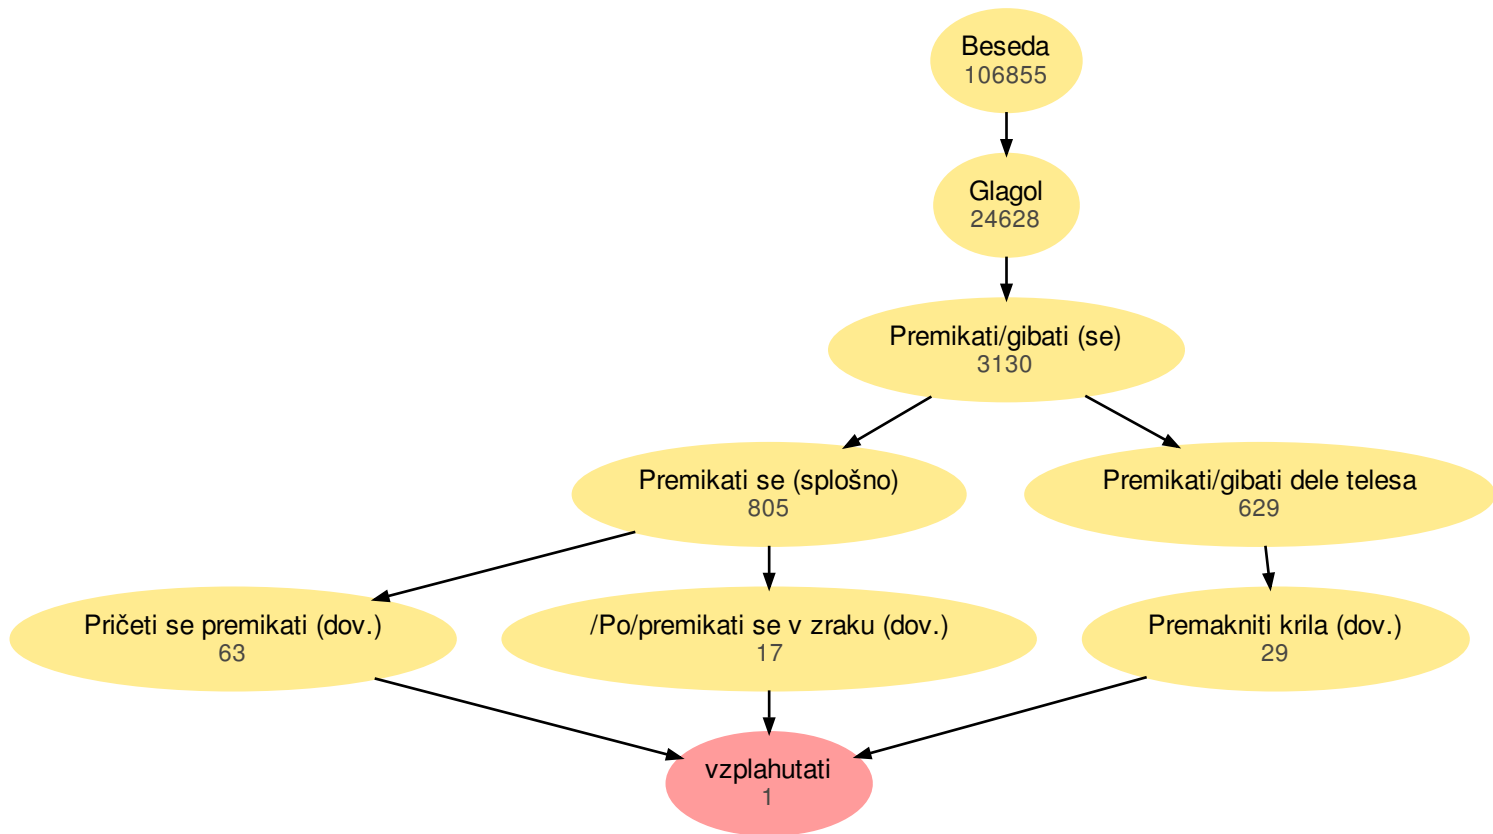 Beseda
106855
Glagol
24628
Premikati/gibati (se)
3130
Premikati se (splošno)
805
Premikati/gibati dele telesa
629
Pričeti se premikati (dov.)
63
/Po/premikati se v zraku (dov.)
17
Premakniti krila (dov.)
29
vzplahutati
1